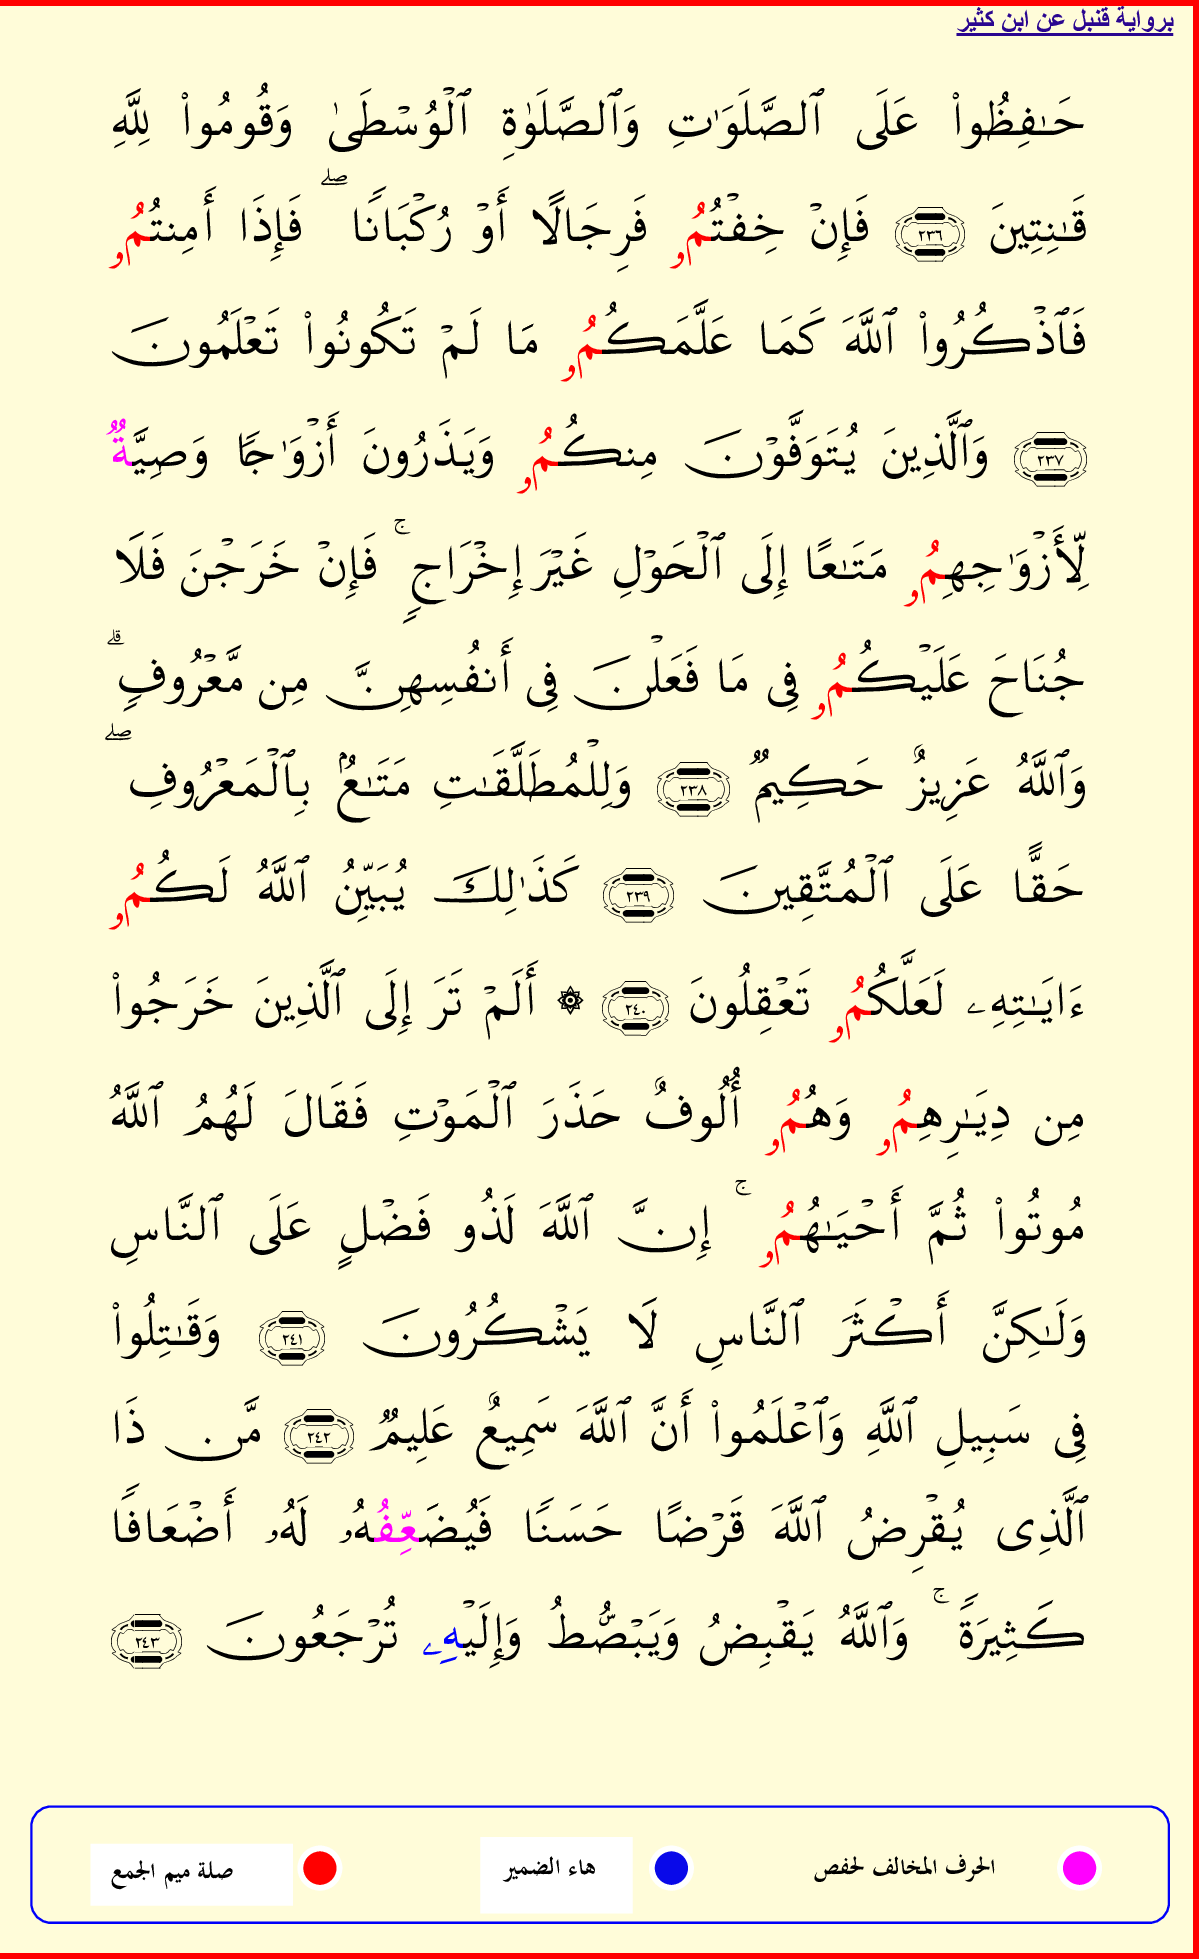 برواية قنبل عن ابن كثير
حَٰفِظُوا۟ عَلَى ٱلصَّلَوَٰتِ وَٱلصَّلَوٰةِ ٱلْوُسْطَىٰ وَقُومُوا۟ لِلَّهِ
قَٰنِتِينَ ٢٣٦ فَإِنْ خِفْتُمُۥ فَرِجَالًا أَوْ رُكْبَانًا ۖ فَإِذَا أَمِنتُمُۥ
فَٱذْكُرُوا۟ ٱللَّهَ كَمَا عَلَّمَكُمُۥ مَا لَمْ تَكُونُوا۟ تَعْلَمُونَ
٢٣٧ وَٱلَّذِينَ يُتَوَفَّوْنَ مِنكُمُۥ وَيَذَرُونَ أَزْوَٰجًا وَصِيَّةٌ
لِّأَزْوَٰجِهِمُۥ مَتَٰعًا إِلَى ٱلْحَوْلِ غَيْرَ إِخْرَاجٍ ۚ فَإِنْ خَرَجْنَ فَلَا
جُنَاحَ عَلَيْكُمُۥ فِى مَا فَعَلْنَ فِى أَنفُسِهِنَّ مِن مَّعْرُوفٍ ۗ
وَٱللَّهُ عَزِيزٌ حَكِيمٌ ٢٣٨ وَلِلْمُطَلَّقَٰتِ مَتَٰعٌۢ بِٱلْمَعْرُوفِ ۖ
حَقًّا عَلَى ٱلْمُتَّقِينَ ٢٣٩ كَذَٰلِكَ يُبَيِّنُ ٱللَّهُ لَكُمُۥ
ءَايَٰتِهِۦ لَعَلَّكُمُۥ تَعْقِلُونَ ٢٤٠ ۞ أَلَمْ تَرَ إِلَى ٱلَّذِينَ خَرَجُوا۟
مِن دِيَٰرِهِمُۥ وَهُمُۥ أُلُوفٌ حَذَرَ ٱلْمَوْتِ فَقَالَ لَهُمُ ٱللَّهُ
مُوتُوا۟ ثُمَّ أَحْيَٰهُمُۥ ۚ إِنَّ ٱللَّهَ لَذُو فَضْلٍ عَلَى ٱلنَّاسِ
وَلَٰكِنَّ أَكْثَرَ ٱلنَّاسِ لَا يَشْكُرُونَ ٢٤١ وَقَٰتِلُوا۟
فِى سَبِيلِ ٱللَّهِ وَٱعْلَمُوا۟ أَنَّ ٱللَّهَ سَمِيعٌ عَلِيمٌ ٢٤٢ مَّن ذَا
ٱلَّذِى يُقْرِضُ ٱللَّهَ قَرْضًا حَسَنًا فَيُضَعِّفُهُۥ لَهُۥ أَضْعَافًا
كَثِيرَةً ۚ وَٱللَّهُ يَقْبِضُ وَيَبْصُّطُ وَإِلَيْهِۦ تُرْجَعُونَ ٢٤٣
الحرف المخالف لحفص هاء الضمير صلة ميم الجمع